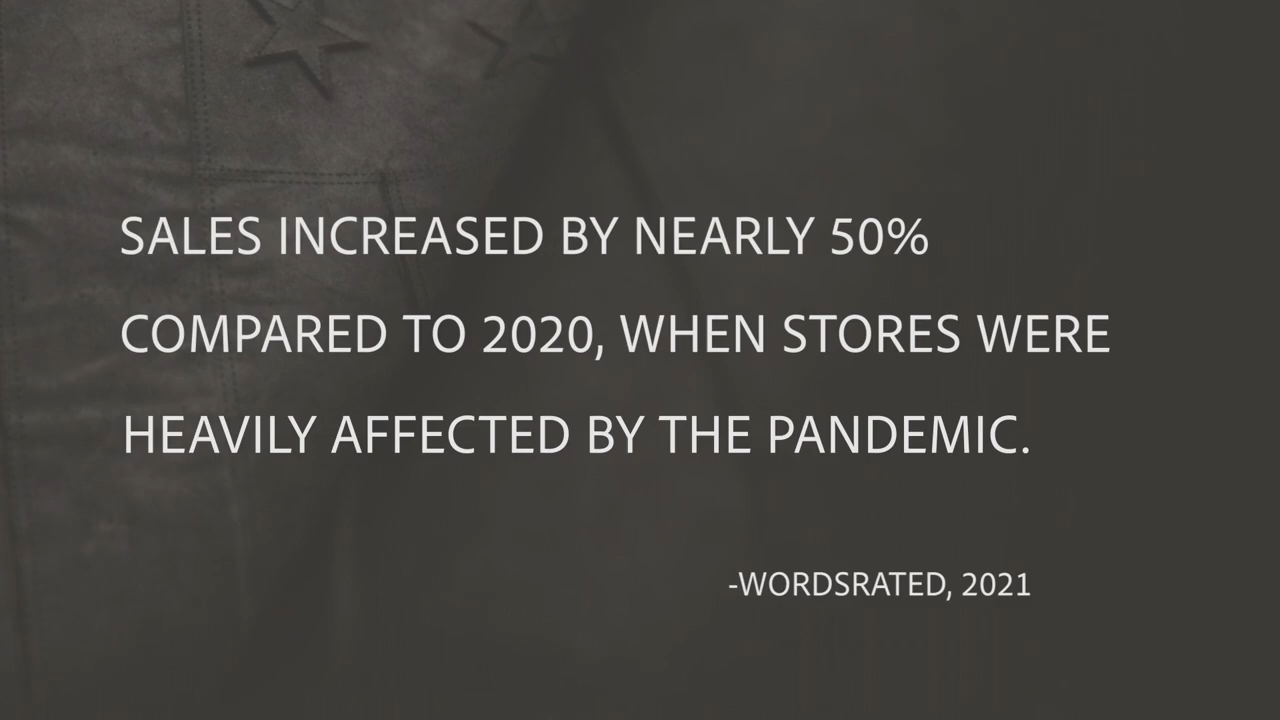 SALES INCREASED BY NEARLY 50%
COMPARED TO 2020, WHEN STORES WERE
HEAVILY AFFECTED BY THE PANDEMIC.
-WORDSRATED, 2021